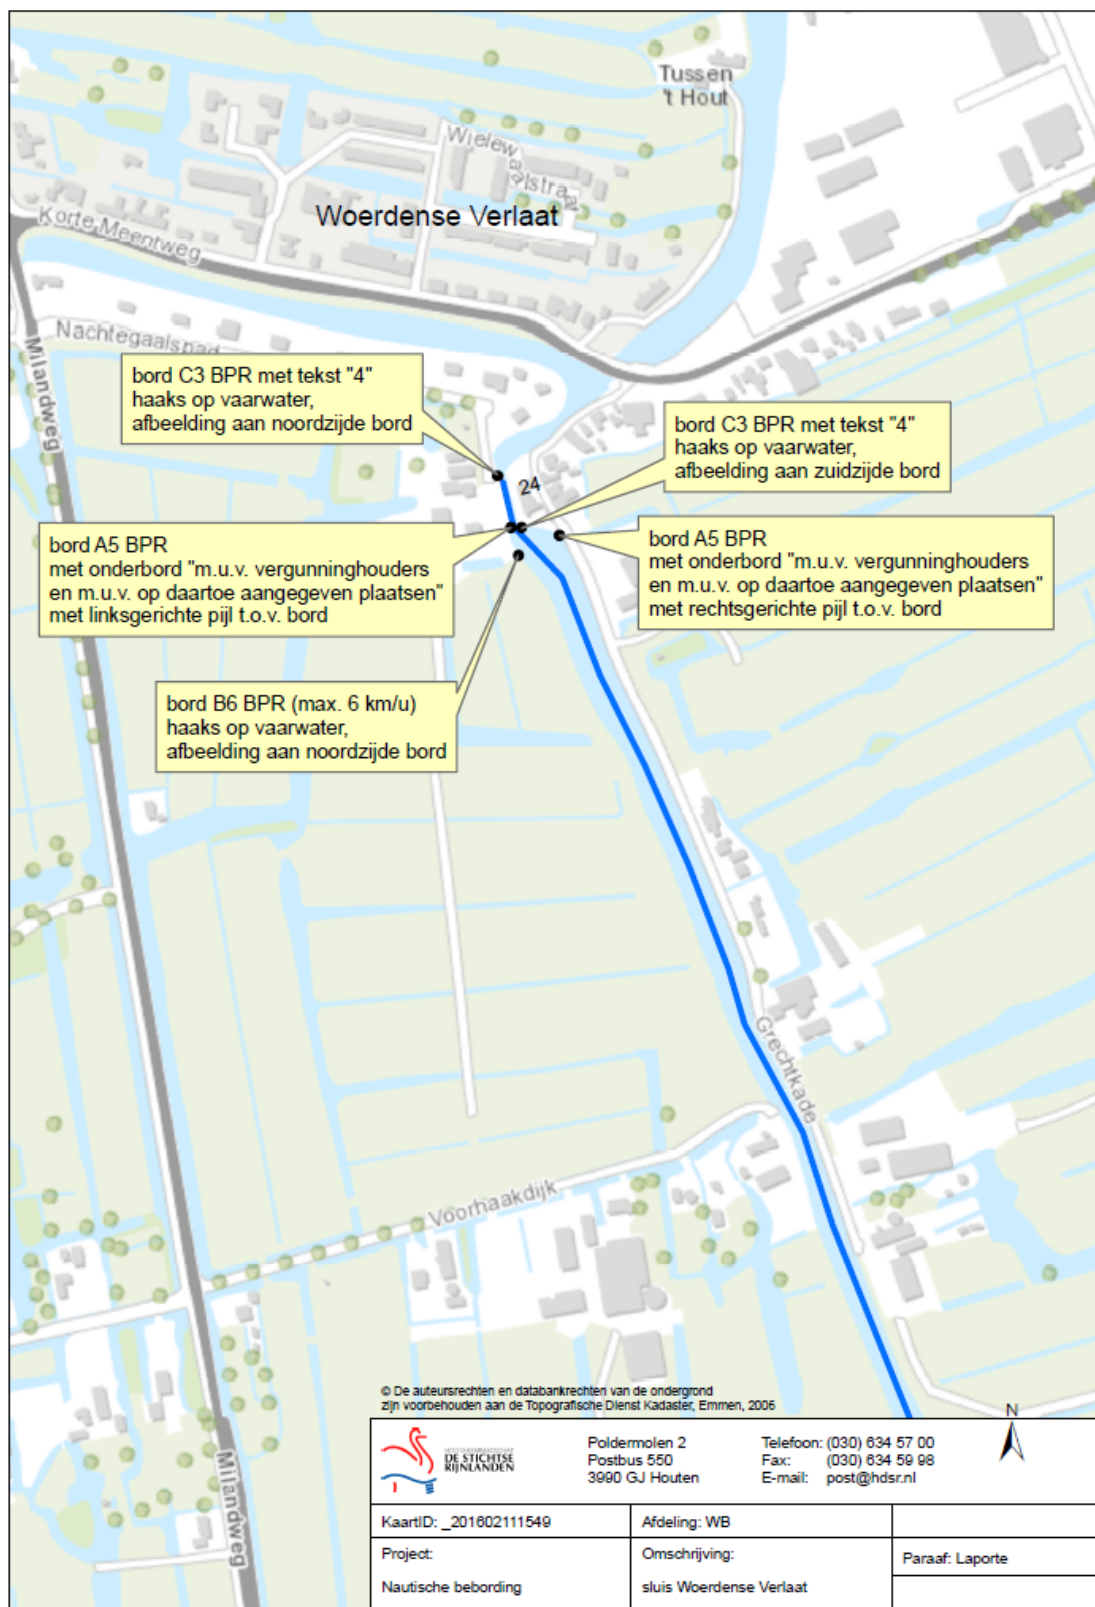 Tussen
't Hout
Wielewaalstraat
Woerdense Verlaat
Korte Meentweg
Nachtegaalspad
Milandweg
bord C3 BPR met tekst "4"
haaks op vaarwater,
afbeelding aan noordzijde bord
bord C3 BPR met tekst "4"
haaks op vaarwater,
afbeelding aan zuidzijde bord
24
bord A5 BPR
met onderbord "m.u.v. vergunninghouders
en m.u.v. op daartoe aangegeven plaatsen"
met linksgerichte pijl t.o.v. bord
bord A5 BPR
met onderbord "m.u.v. vergunninghouders
en m.u.v. op daartoe aangegeven plaatsen"
met rechtsgerichte pijl t.o.v. bord
bord B6 BPR (max. 6 km/u)
haaks op vaarwater,
afbeelding aan noordzijde bord
Grechtkade
Voorhaakdijk
Milandweg
© De auteursrechten en databankrechten van de ondergrond
zijn voorbehouden aan de Topografische Dienst Kadaster, Emmen, 2006
N
HOOGHEEMRAADSCHAP
DE STICHTSE
RIJNLANDEN
Poldermolen 2
Postbus 550
3990 GJ Houten
Telefoon: (030) 634 57 00
Fax: (030) 634 59 98
E-mail: post@hdsr.nl
KaartID: _201602111549
Afdeling: WB
Project:
Nautische bebording
Omschrijving:
sluis Woerdense Verlaat
Paraaf: Laporte